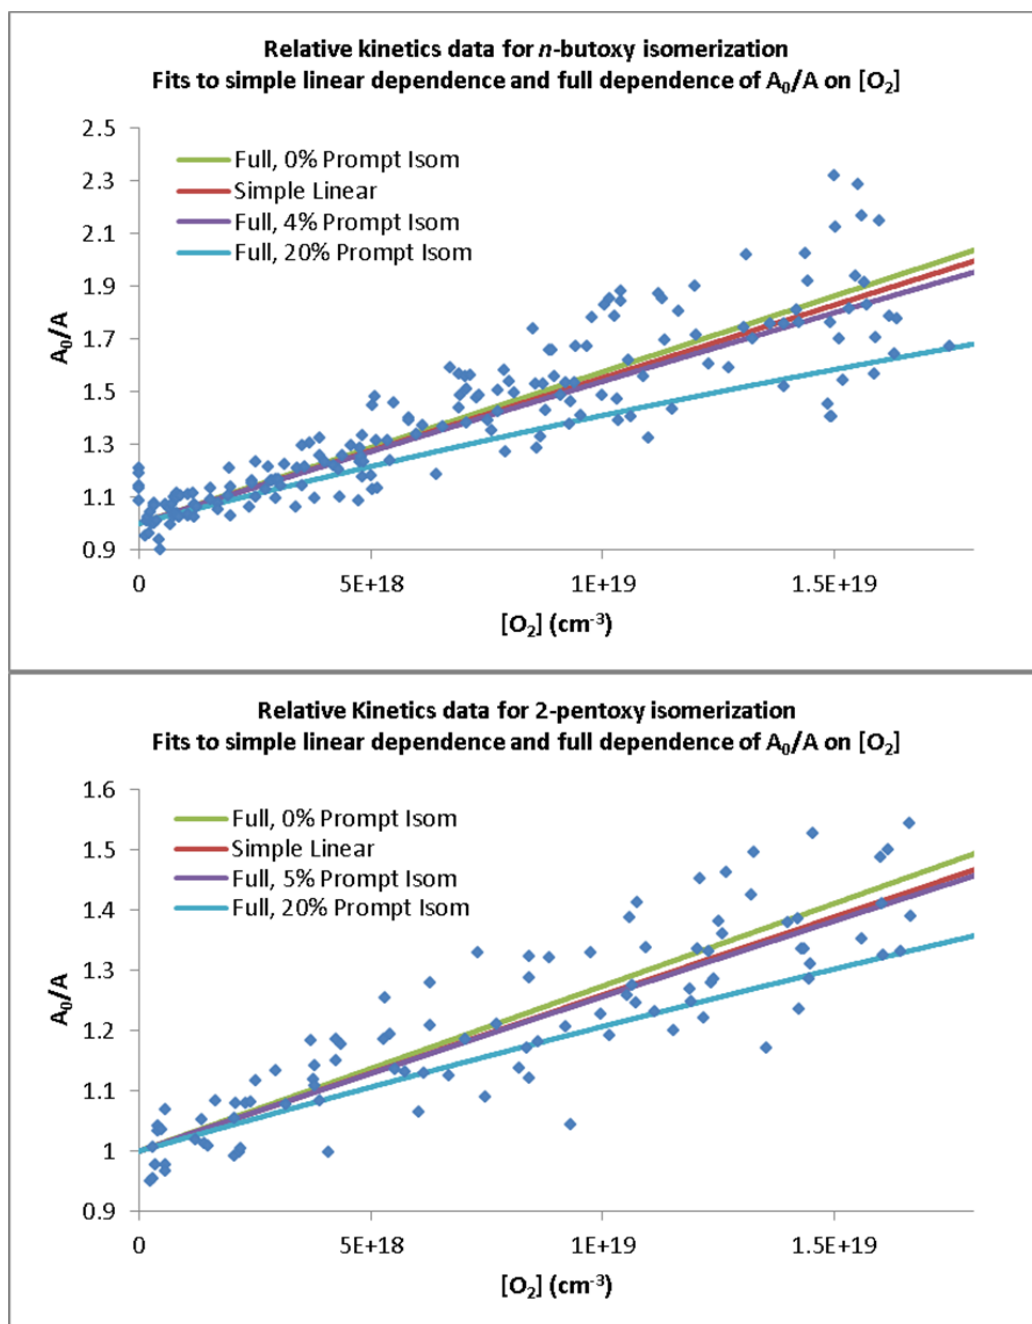 Relative kinetics data for n-butoxy isomerization
Fits to simple linear dependence and full dependence of A₀/A on [O₂]
2.5
2.3
2.1
1.9
1.7
1.5
1.3
1.1
0.9
A₀/A
Full, 0% Prompt Isom
Simple Linear
Full, 4% Prompt Isom
Full, 20% Prompt Isom
0 5E+18 1E+19 1.5E+19
[O₂] (cm⁻³)
Relative Kinetics data for 2-pentoxy isomerization
Fits to simple linear dependence and full dependence of A₀/A on [O₂]
1.6
1.5
1.4
1.3
1.2
1.1
1
0.9
A₀/A
Full, 0% Prompt Isom
Simple Linear
Full, 5% Prompt Isom
Full, 20% Prompt Isom
0 5E+18 1E+19 1.5E+19
[O₂] (cm⁻³)